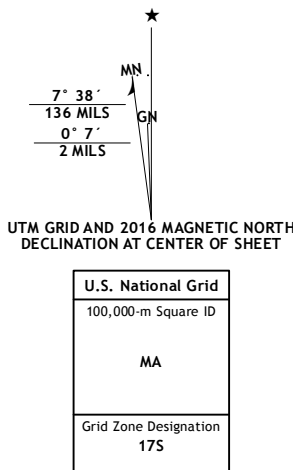 ★
MN
GN
7° 38´
136 MILS
0° 7´
2 MILS
UTM GRID AND 2016 MAGNETIC NORTH
DECLINATION AT CENTER OF SHEET
U.S. National Grid
100,000-m Square ID
MA
Grid Zone Designation
17S